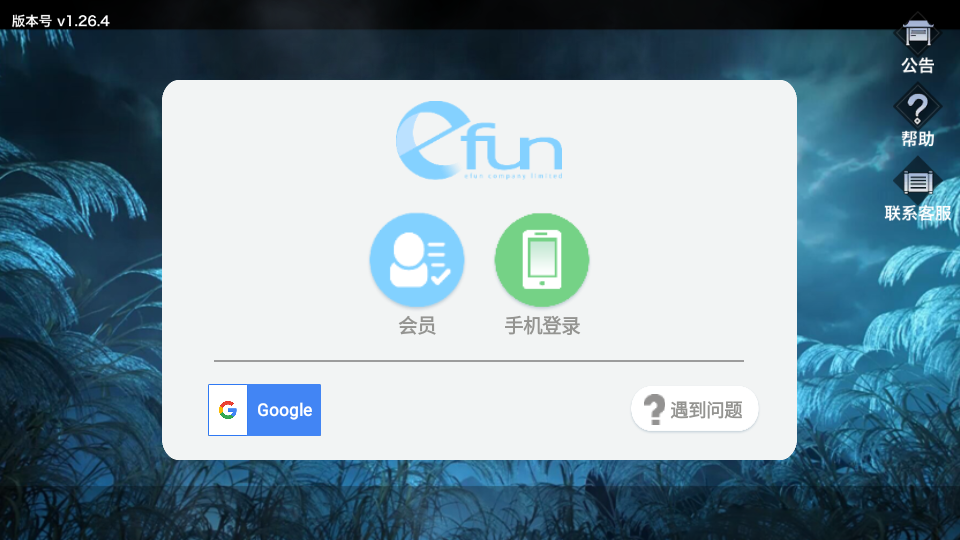 版本号 v1.26.4
公告
帮助
联系客服
efun
efun company limited
会员
手机登录
Google
遇到问题